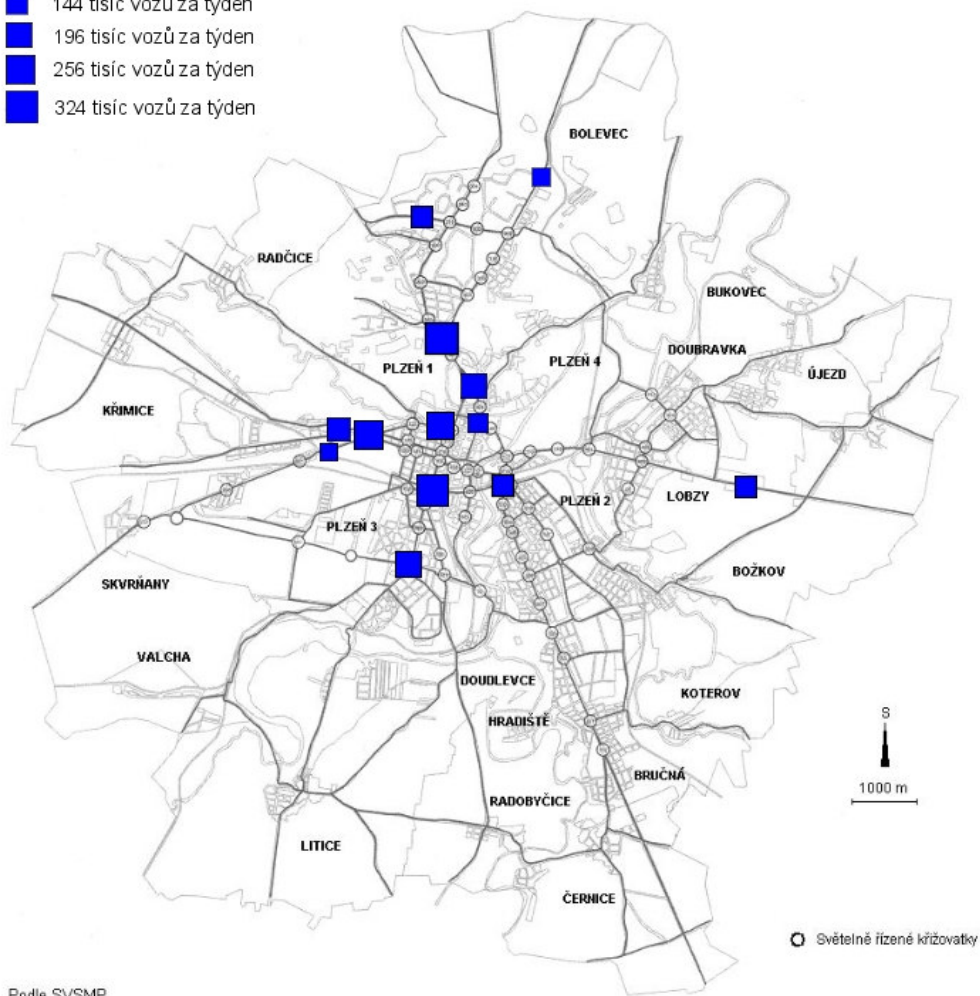 144 tisíc vozů za týden
196 tisíc vozů za týden
256 tisíc vozů za týden
324 tisíc vozů za týden
BOLEVEC
RADČICE
BUKOVEC
DOUBRAVKA
PLZEŇ 4
PLZEŇ 1
ÚJEZD
KŘIMICE
LOBZY
PLZEŇ 2
PLZEŇ 3
BOŽKOV
SKVRŇANY
VALCHA
DOUDLEVCE
KOTEROV
S
HRADIŠTĚ
BRUČNÁ
1000 m
RADOBYČICE
LITICE
ČERNICE
Světelně řízené křižovatky
Podle SVSMP